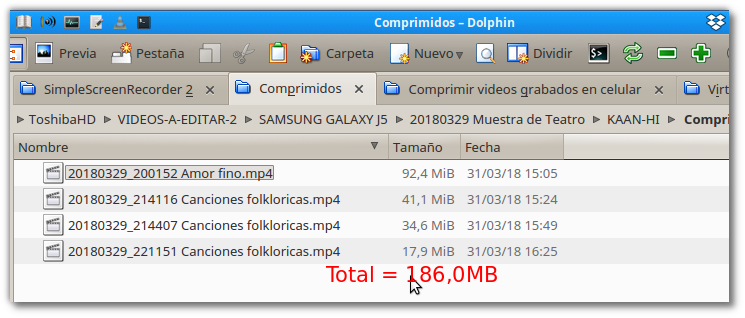 Comprimidos – Dolphin
Previa Pestaña Carpeta Nuevo Dividir
SimpleScreenRecorder 2 Comprimidos Comprimir videos grabados en celular Virt
ToshibaHD VIDEOS-A-EDITAR-2 SAMSUNG GALAXY J5 20180329 Muestra de Teatro KAAN-HI Compri
Nombre Tamaño Fecha
20180329_200152 Amor fino.mp4 92,4 MiB 31/03/18 15:05
20180329_214116 Canciones folkloricas.mp4 41,1 MiB 31/03/18 15:24
20180329_214407 Canciones folkloricas.mp4 34,6 MiB 31/03/18 15:49
20180329_221151 Canciones folkloricas.mp4 17,9 MiB 31/03/18 16:25
Total = 186,0MB